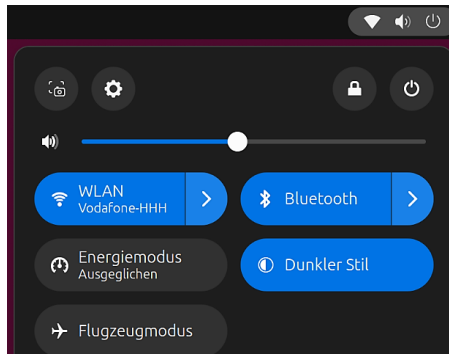 WLAN
Vodafone-HHH
Bluetooth
Energiemodus
Ausgeglichen
Dunkler Stil
Flugzeugmodus